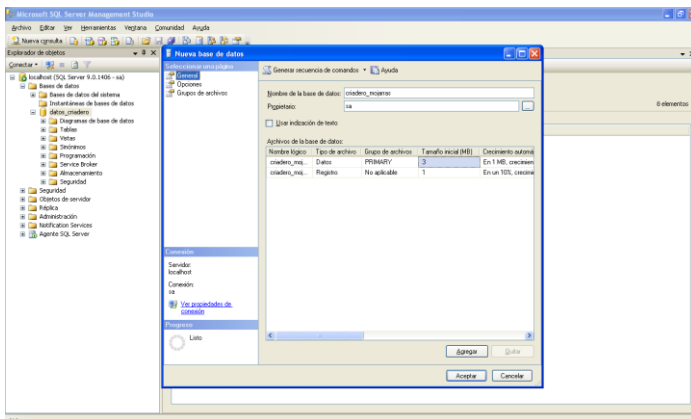 Microsoft SQL Server Management Studio
Archivo Editar Ver Herramientas Ventana Comunidad Ayuda
Nueva consulta
Explorador de objetos
Conectar
localhost (SQL Server 9.0.1406 - sa)
Bases de datos
Bases de datos del sistema
Instantáneas de bases de datos
datos_criadero
Diagramas de base de datos
Tablas
Vistas
Sinónimos
Programación
Service Broker
Almacenamiento
Seguridad
Seguridad
Objetos de servidor
Réplica
Administración
Notification Services
Agente SQL Server
Nueva base de datos
Seleccionar una página
General
Opciones
Grupos de archivos
Generar secuencia de comandos Ayuda
Nombre de la base de datos: criadero_mojarras
Propietario: sa
...
Usar indización de texto
Archivos de la base de datos:
Nombre lógico Tipo de archivo Grupo de archivos Tamaño inicial (MB) Crecimiento automá
criadero_moj... Datos PRIMARY 3 En 1 MB, crecimien
criadero_moj... Registro No aplicable 1 En un 10%, crecimie
Conexión
Servidor:
localhost
Conexión:
sa
Ver propiedades de
conexión
Progreso
Listo
Agregar Quitar
Aceptar Cancelar
0 elementos